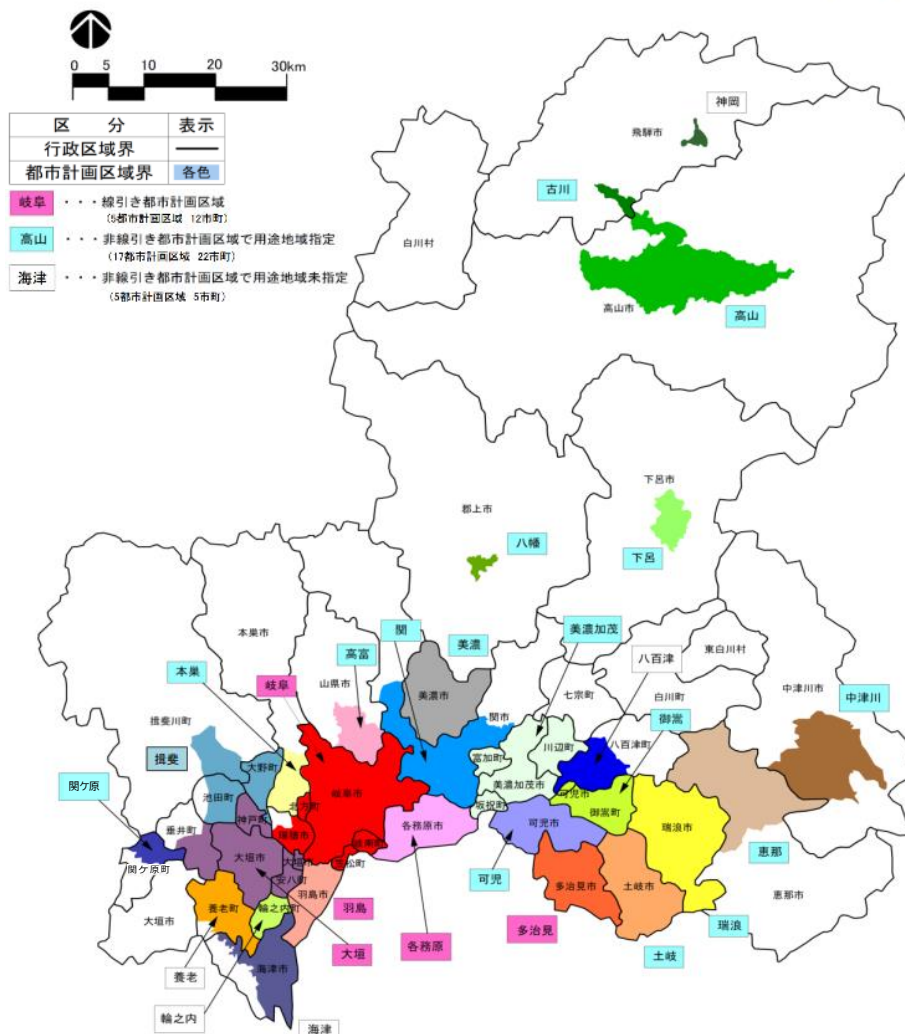 0 5 10 20 30km
区 分 表示
行政区域界
都市計画区域界 各色
岐阜 ・・・線引き都市計画区域
(5都市計画区域 12市町)
高山 ・・・非線引き都市計画区域で用途地域指定
(17都市計画区域 22市町)
海津 ・・・非線引き都市計画区域で用途地域未指定
(5都市計画区域 5市町)
神岡
飛騨市
古川
白川村
高山市
高山
下呂市
郡上市
八幡
下呂
本巣市
関
美濃
美濃加茂
高富
東白川村
八百津
本巣
岐阜
山県市
美濃市
七宗町
白川町
中津川市
中津川
揖斐川町
関市
御嵩
揖斐
大野町
富加町
川辺町
八百津町
関ケ原
池田町
北方町
岐阜市
美濃加茂市
可児市
神戸町
坂祝町
御嵩町
垂井町
瑞穂市
岐南町
各務原市
可児市
瑞浪市
大垣市
大垣市
笠松町
恵那
関ケ原町
安八町
可児
多治見市
土岐市
恵那市
大垣市
養老町
輪之内町
羽島市
羽島
多治見
瑞浪
大垣
各務原
土岐
海津市
養老
輪之内
海津